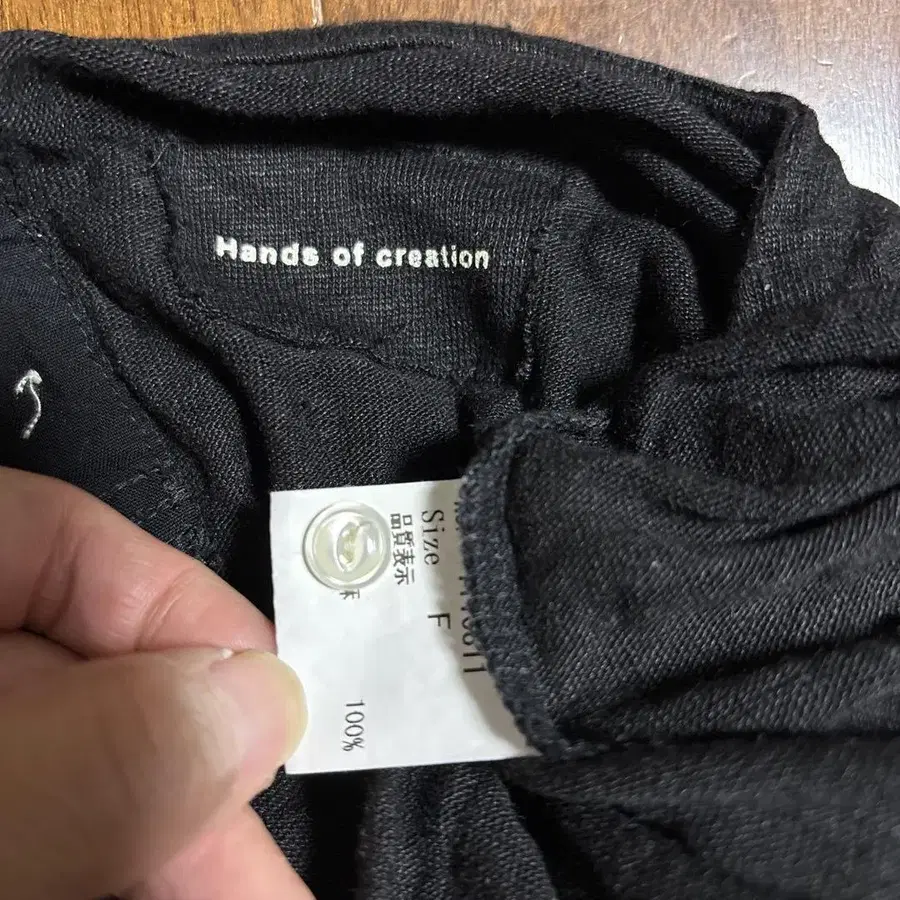 Hands of creation
Size F
品質表示
100%